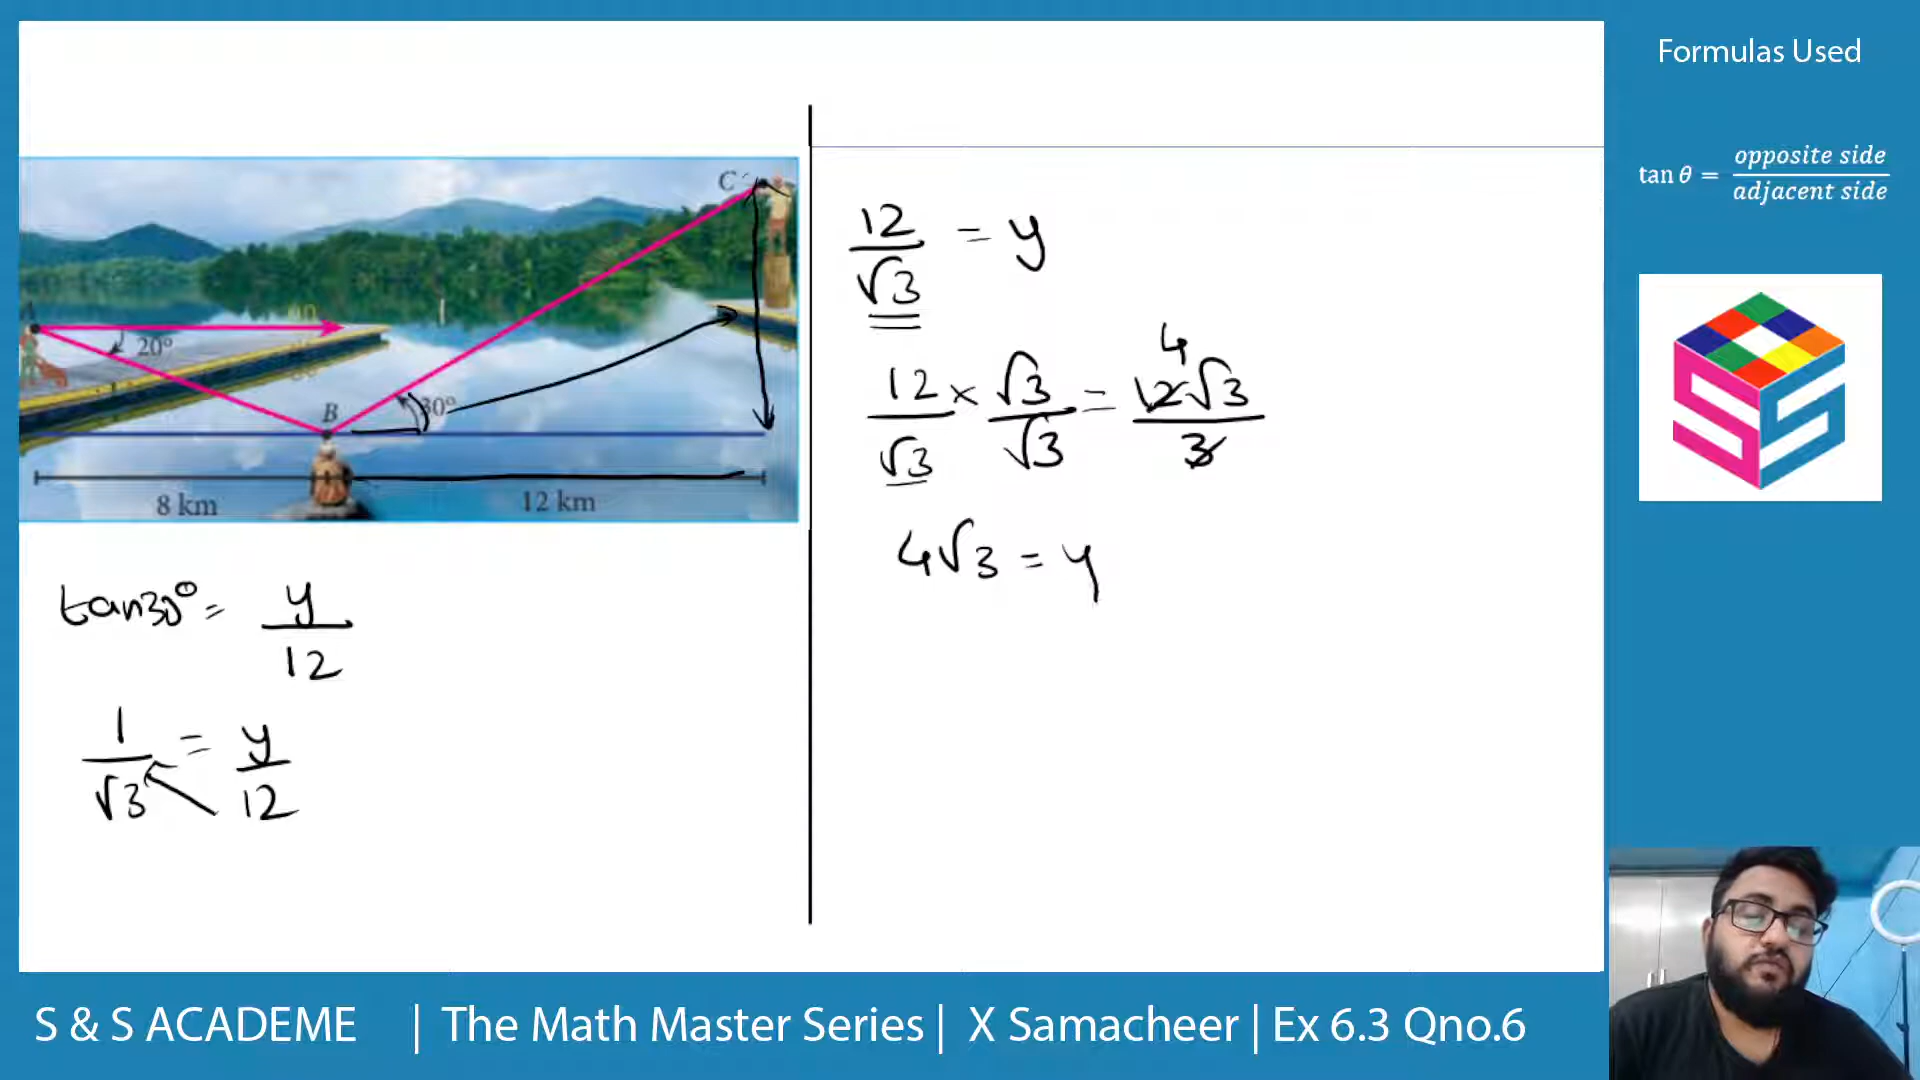 Formulas Used
tan θ = opposite side / adjacent side
C
20°
B
30°
8 km
12 km
tan30° = y/12
1/√3 = y/12
12/√3 = y
12/√3 × √3/√3 = 12√3/3
4
4√3 = y
S & S ACADEME | The Math Master Series | X Samacheer | Ex 6.3 Qno.6